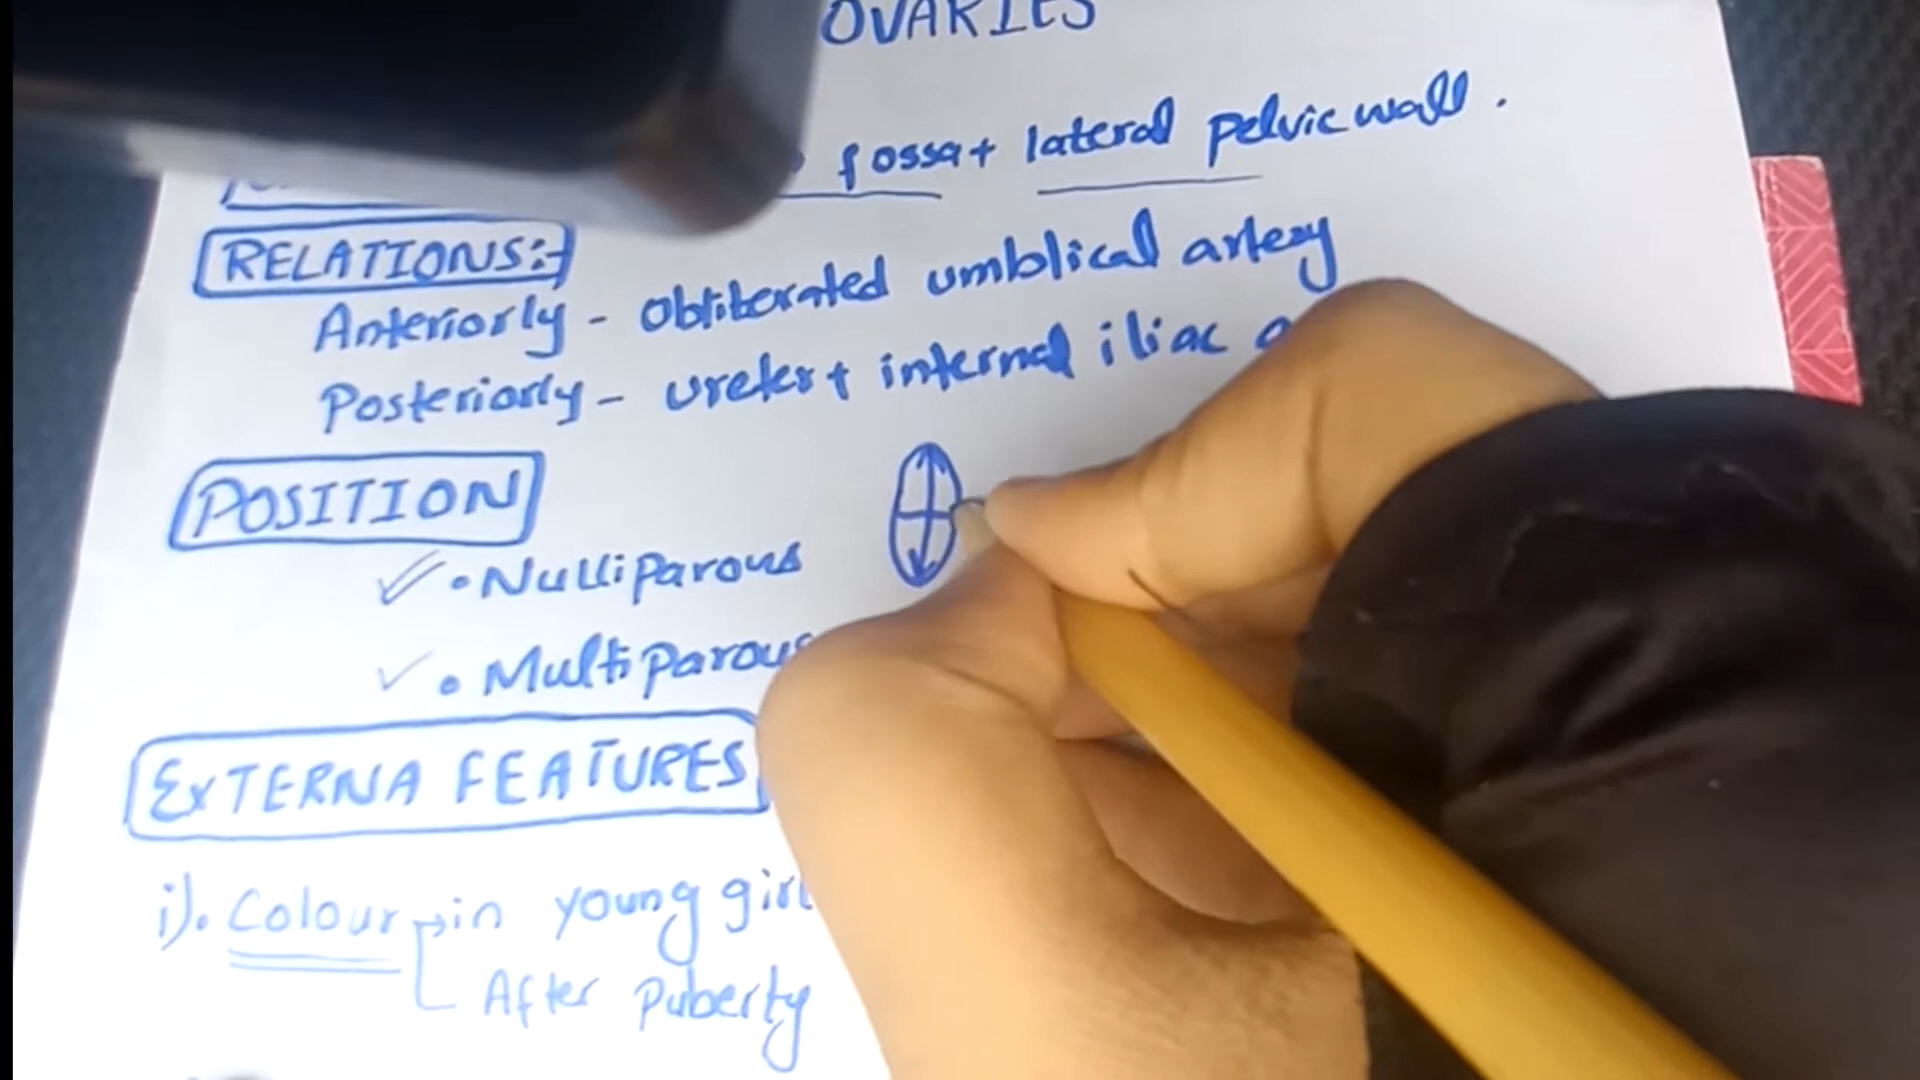 OVARIES
fossa + lateral pelvic wall.
RELATIONS:-
Anteriorly - obliterated umblical artery
Posteriorly - ureter + internal iliac
POSITION
• Nulliparous
• Multiparous
EXTERNA FEATURES
i). Colour in young girl
After puberty